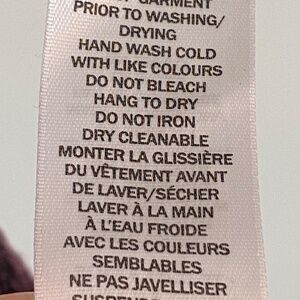 GARMENT
PRIOR TO WASHING/
DRYING
HAND WASH COLD
WITH LIKE COLOURS
DO NOT BLEACH
HANG TO DRY
DO NOT IRON
DRY CLEANABLE
MONTER LA GLISSIÈRE
DU VÊTEMENT AVANT
DE LAVER/SÉCHER
LAVER À LA MAIN
À L'EAU FROIDE
AVEC LES COULEURS
SEMBLABLES
NE PAS JAVELLISER